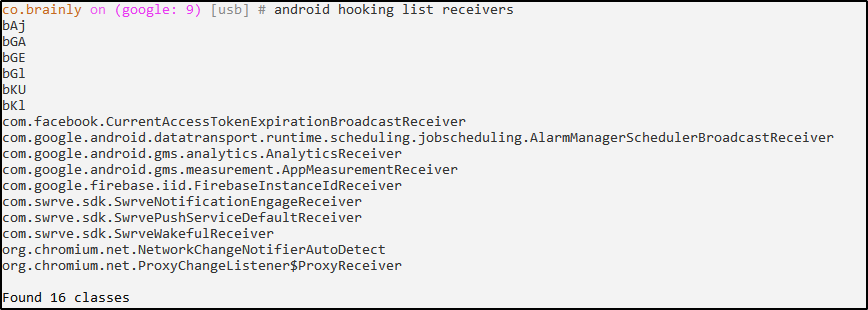 co.brainly on (google: 9) [usb] # android hooking list receivers
bAj
bGA
bGE
bGl
bKU
bKl
com.facebook.CurrentAccessTokenExpirationBroadcastReceiver
com.google.android.datatransport.runtime.scheduling.jobscheduling.AlarmManagerSchedulerBroadcastReceiver
com.google.android.gms.analytics.AnalyticsReceiver
com.google.android.gms.measurement.AppMeasurementReceiver
com.google.firebase.iid.FirebaseInstanceIdReceiver
com.swrve.sdk.SwrveNotificationEngageReceiver
com.swrve.sdk.SwrvePushServiceDefaultReceiver
com.swrve.sdk.SwrveWakefulReceiver
org.chromium.net.NetworkChangeNotifierAutoDetect
org.chromium.net.ProxyChangeListener$ProxyReceiver
Found 16 classes